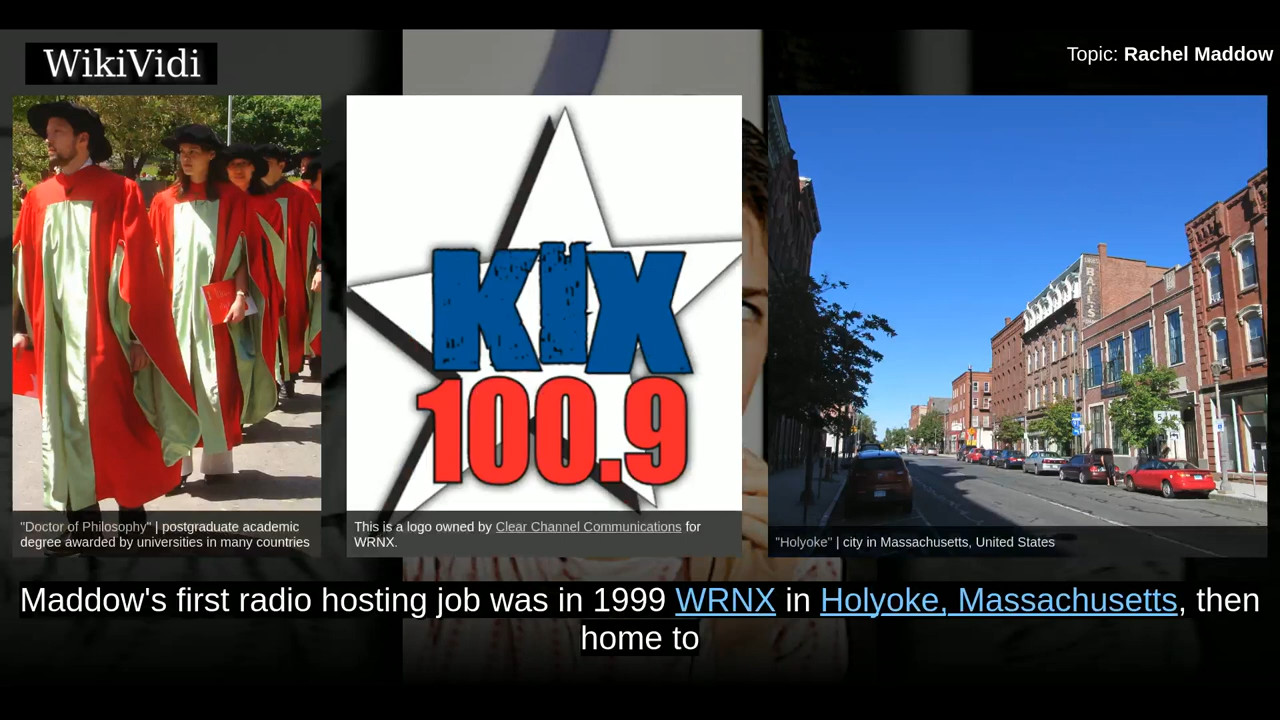 WikiVidi
Topic: Rachel Maddow
KIX
100.9
BALL'S
"Doctor of Philosophy" | postgraduate academic
degree awarded by universities in many countries
This is a logo owned by Clear Channel Communications for
WRNX.
"Holyoke" | city in Massachusetts, United States
Maddow's first radio hosting job was in 1999 WRNX in Holyoke, Massachusetts, then
home to